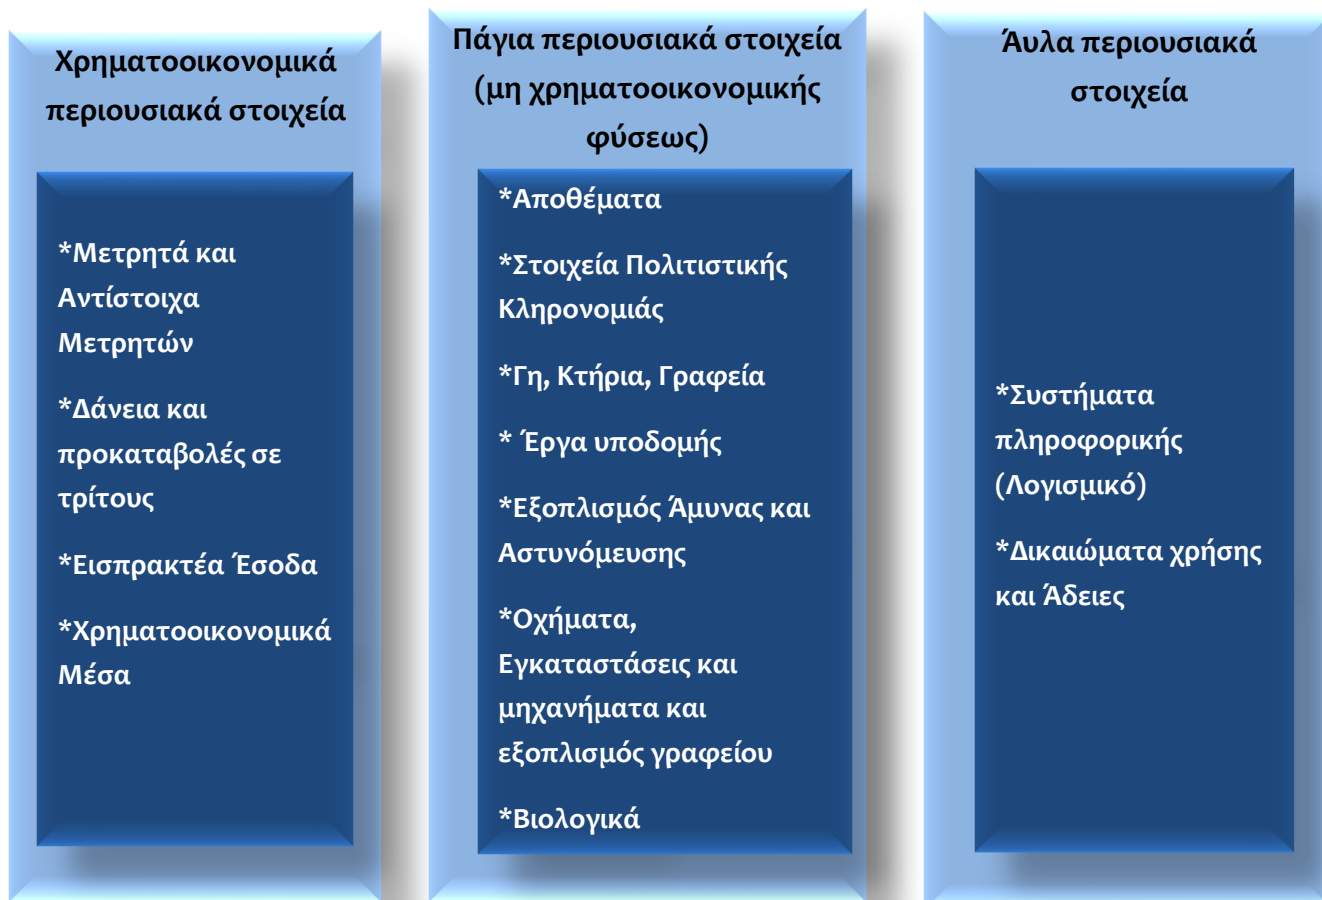 Χρηματοοικονομικά
περιουσιακά στοιχεία
*Μετρητά και
Αντίστοιχα
Μετρητών
*Δάνεια και
προκαταβολές σε
τρίτους
*Εισπρακτέα Έσοδα
*Χρηματοοικονομικά
Μέσα
Πάγια περιουσιακά στοιχεία
(μη χρηματοοικονομικής
φύσεως)
*Αποθέματα
*Στοιχεία Πολιτιστικής
Κληρονομιάς
*Γη, Κτήρια, Γραφεία
* Έργα υποδομής
*Εξοπλισμός Άμυνας και
Αστυνόμευσης
*Οχήματα,
Εγκαταστάσεις και
μηχανήματα και
εξοπλισμός γραφείου
*Βιολογικά
Άυλα περιουσιακά
στοιχεία
*Συστήματα
πληροφορικής
(Λογισμικό)
*Δικαιώματα χρήσης
και Άδειες